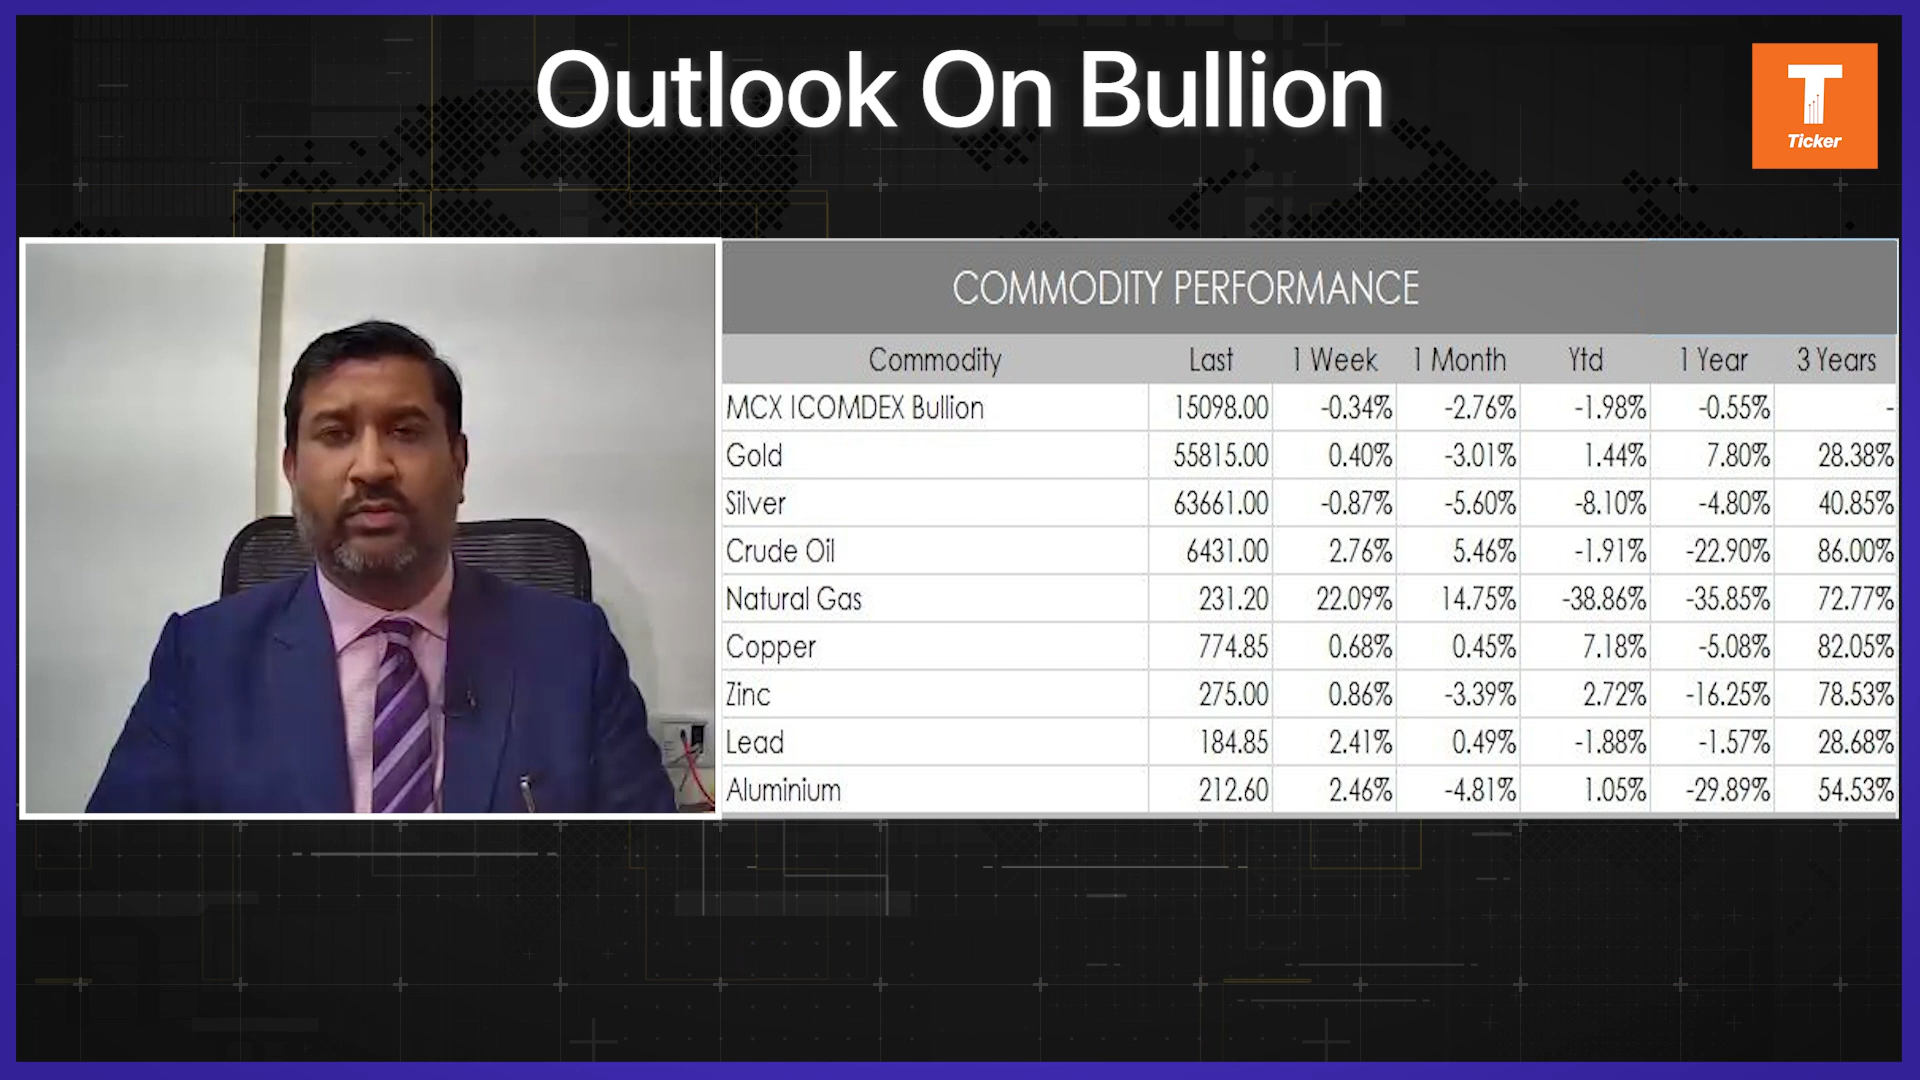 Outlook On Bullion
T
Ticker
COMMODITY PERFORMANCE
Commodity Last 1 Week 1 Month Ytd 1 Year 3 Years
MCX ICOMDEX Bullion 15098.00 -0.34% -2.76% -1.98% -0.55% -
Gold 55815.00 0.40% -3.01% 1.44% 7.80% 28.38%
Silver 63661.00 -0.87% -5.60% -8.10% -4.80% 40.85%
Crude Oil 6431.00 2.76% 5.46% -1.91% -22.90% 86.00%
Natural Gas 231.20 22.09% 14.75% -38.86% -35.85% 72.77%
Copper 774.85 0.68% 0.45% 7.18% -5.08% 82.05%
Zinc 275.00 0.86% -3.39% 2.72% -16.25% 78.53%
Lead 184.85 2.41% 0.49% -1.88% -1.57% 28.68%
Aluminium 212.60 2.46% -4.81% 1.05% -29.89% 54.53%